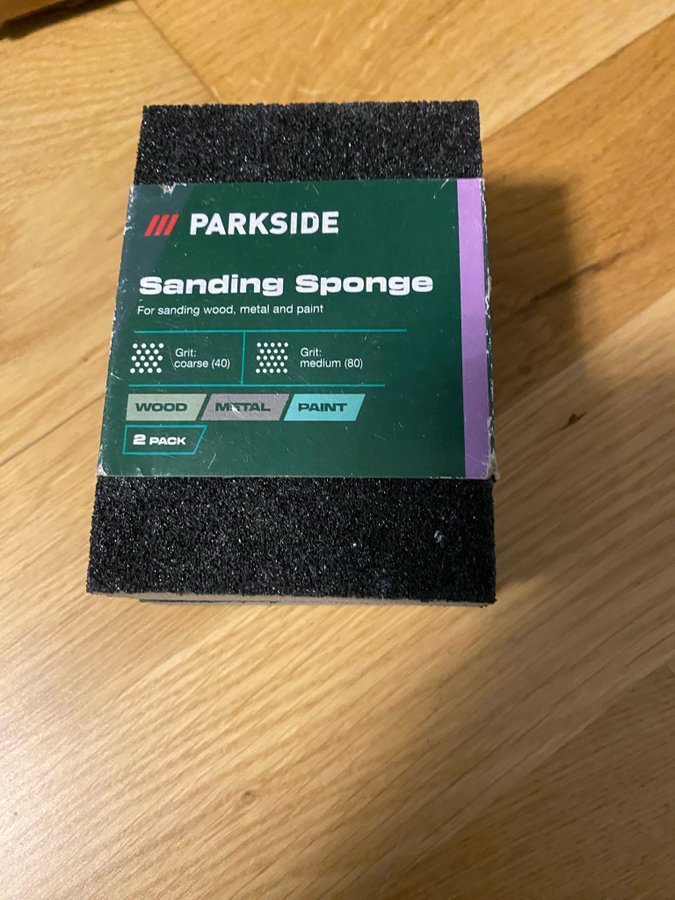 PARKSIDE
Sanding Sponge
For sanding wood, metal and paint
Grit:
coarse (40)
Grit:
medium (80)
WOOD METAL PAINT
2 PACK